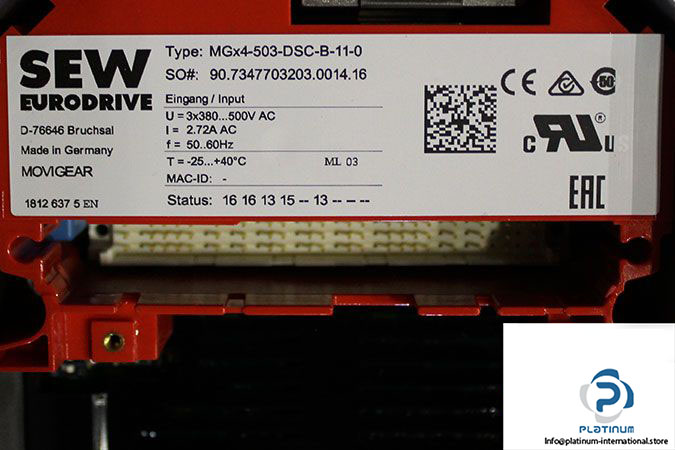 SEW
EURODRIVE
D-76646 Bruchsal
Made in Germany
MOVIGEAR
1812 637 5 EN
Type: MGx4-503-DSC-B-11-0
SO#: 90.7347703203.0014.16
Eingang / Input
U = 3x380...500V AC
I = 2.72A AC
f = 50..60Hz
T = -25...+40°C ML 03
MAC-ID: -
Status: 16 16 13 15 -- 13 -- -- --
CE
50
c UR us
®
EAC
PLATINUM
Info@platinum-international.store